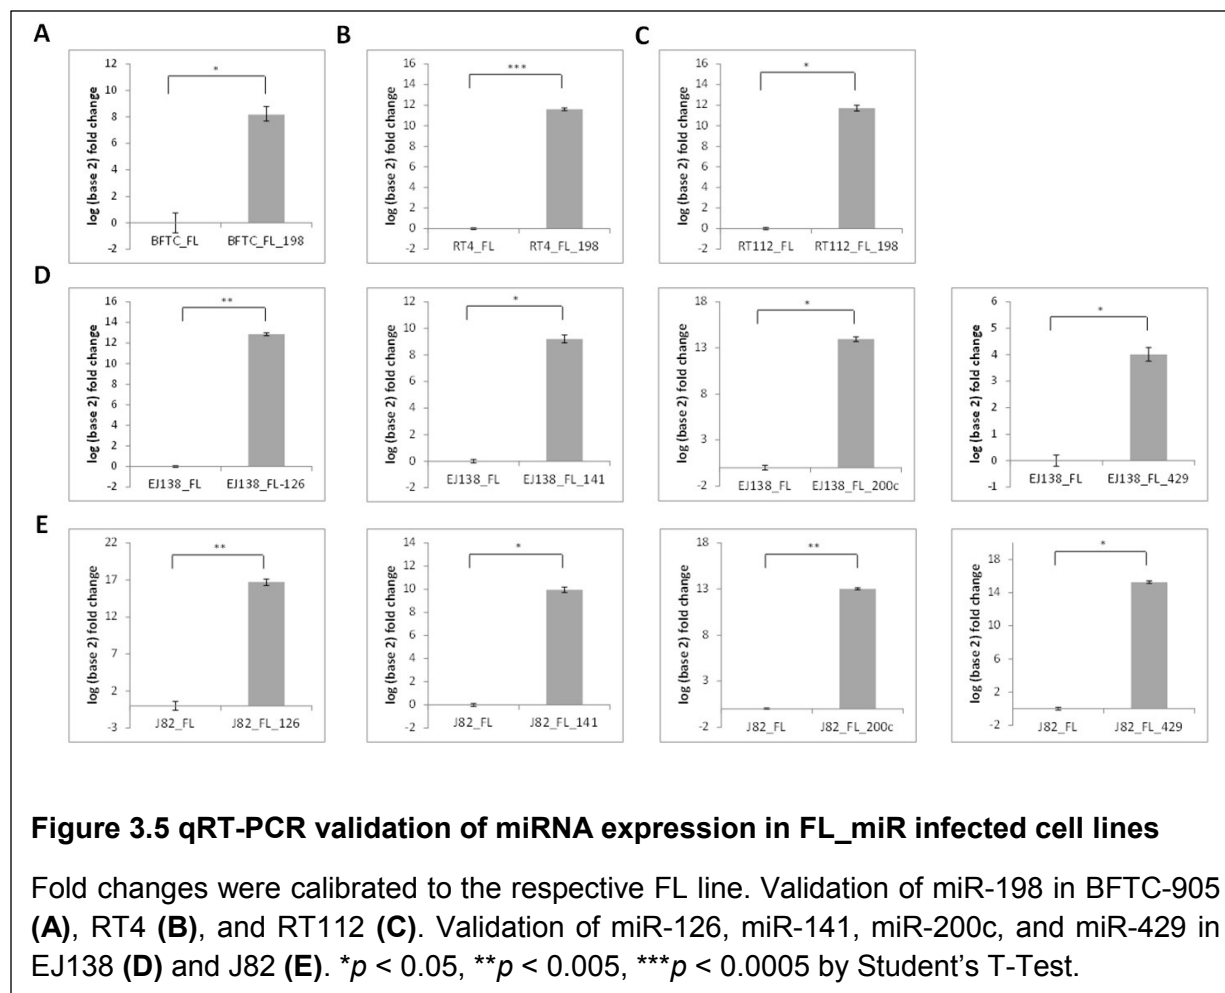 A
B
C
log (base 2) fold change
12
10
8
6
4
2
0
-2
*
BFTC_FL
BFTC_FL_198
log (base 2) fold change
16
14
12
10
8
6
4
2
0
-2
***
RT4_FL
RT4_FL_198
log (base 2) fold change
16
14
12
10
8
6
4
2
0
-2
*
RT112_FL
RT112_FL_198
D
log (base 2) fold change
16
14
12
10
8
6
4
2
0
-2
**
EJ138_FL
EJ138_FL-126
log (base 2) fold change
12
10
8
6
4
2
0
-2
*
EJ138_FL
EJ138_FL_141
log (base 2) fold change
18
13
8
3
-2
*
EJ138_FL
EJ138_FL_200c
log (base 2) fold change
6
5
4
3
2
1
0
-1
*
EJ138_FL
EJ138_FL_429
E
log (base 2) fold change
22
17
12
7
2
-3
**
J82_FL
J82_FL_126
log (base 2) fold change
14
12
10
8
6
4
2
0
-2
*
J82_FL
J82_FL_141
log (base 2) fold change
18
13
8
3
-2
**
J82_FL
J82_FL_200c
log (base 2) fold change
18
14
10
6
2
-2
*
J82_FL
J82_FL_429
Figure 3.5 qRT-PCR validation of miRNA expression in FL_miR infected cell lines
Fold changes were calibrated to the respective FL line. Validation of miR-198 in BFTC-905
(A), RT4 (B), and RT112 (C). Validation of miR-126, miR-141, miR-200c, and miR-429 in
EJ138 (D) and J82 (E). *p < 0.05, **p < 0.005, ***p < 0.0005 by Student’s T-Test.